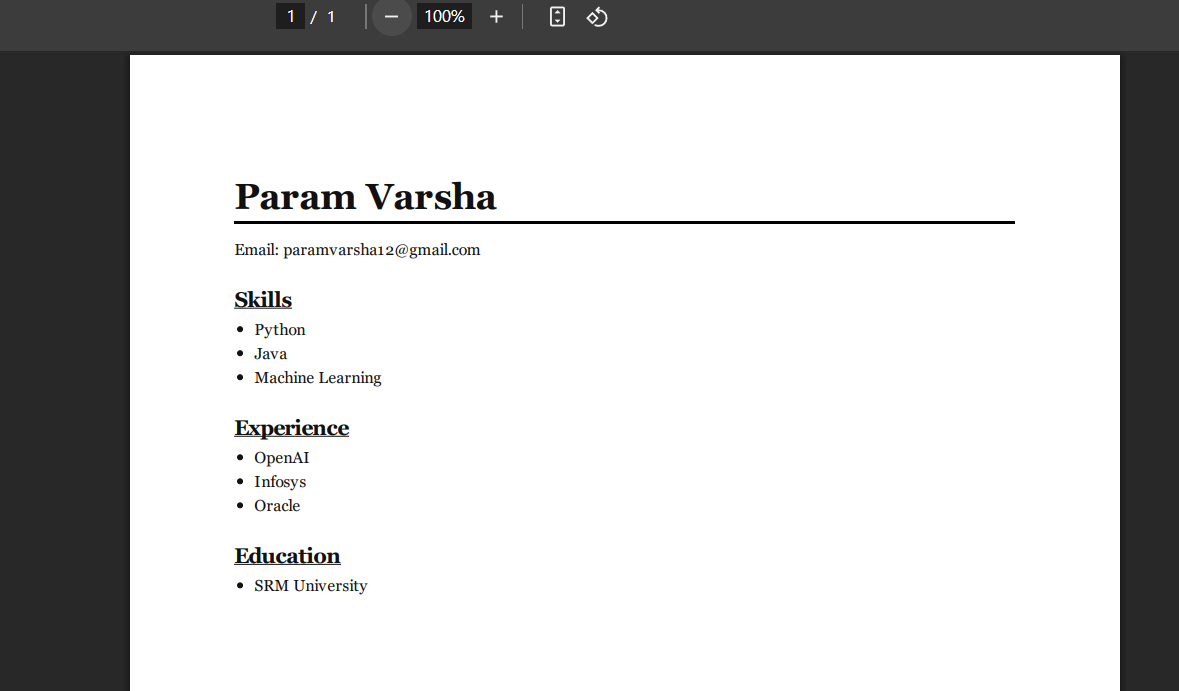 1 / 1 100%
Param Varsha
Email: paramvarsha12@gmail.com
Skills
• Python
• Java
• Machine Learning
Experience
• OpenAI
• Infosys
• Oracle
Education
• SRM University